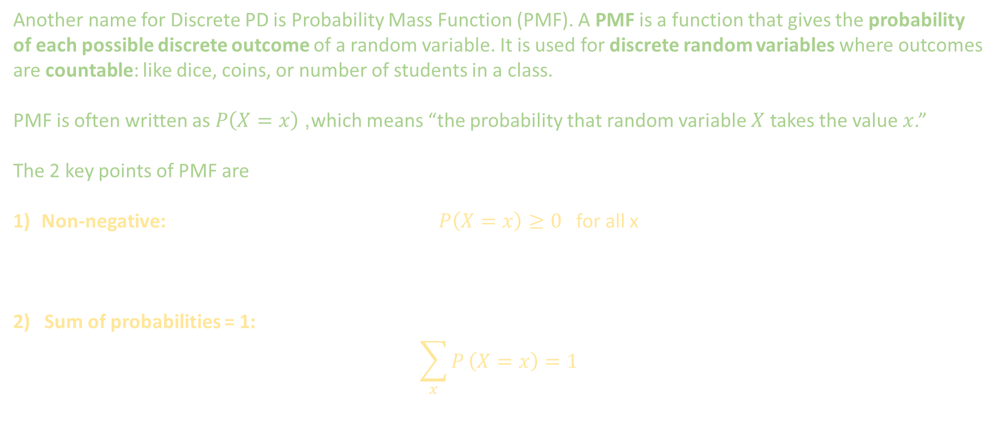 Another name for Discrete PD is Probability Mass Function (PMF). A PMF is a function that gives the probability
of each possible discrete outcome of a random variable. It is used for discrete random variables where outcomes
are countable: like dice, coins, or number of students in a class.
PMF is often written as P(X = x) ,which means “the probability that random variable X takes the value x.”
The 2 key points of PMF are
1) Non-negative: P(X = x) ≥ 0 for all x
2) Sum of probabilities = 1:
∑ P (X = x) = 1
x